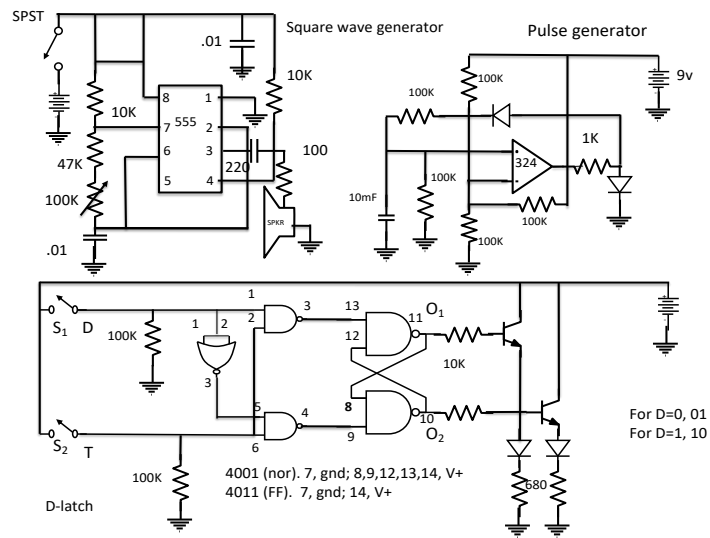 SPST
Square wave generator
Pulse generator
.01
10K
10K
8
1
7
555
2
6
3
5
4
47K
220
100
100K
.01
SPKR
100K
100K
9v
1K
324
10mF
100K
100K
100K
S1 D
100K
1
2
1
2
3
3
13
12
11
O1
10K
5
6
4
8
9
10
O2
S2 T
100K
680
For D=0, 01
For D=1, 10
4001 (nor). 7, gnd; 8,9,12,13,14, V+
4011 (FF). 7, gnd; 14, V+
D-latch